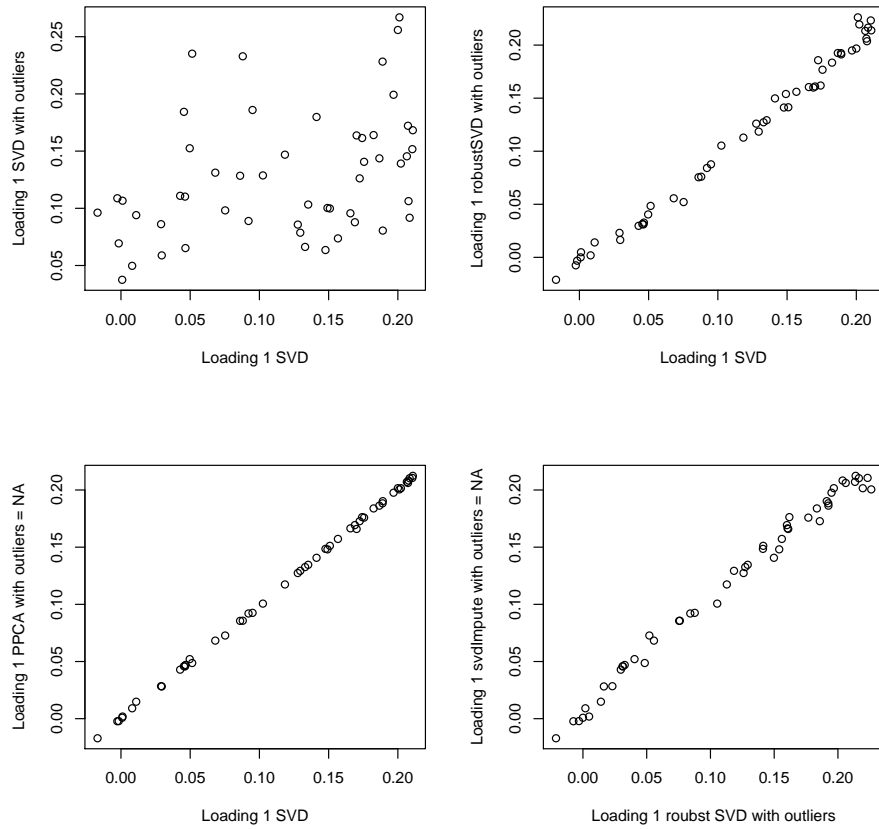 Loading 1 SVD with outliers
0.05 0.10 0.15 0.20 0.25
0.00 0.05 0.10 0.15 0.20
Loading 1 SVD
Loading 1 robustSVD with outliers
0.00 0.05 0.10 0.15 0.20
0.00 0.05 0.10 0.15 0.20
Loading 1 SVD
Loading 1 PPCA with outliers = NA
0.00 0.05 0.10 0.15 0.20
0.00 0.05 0.10 0.15 0.20
Loading 1 SVD
Loading 1 svdImpute with outliers = NA
0.00 0.05 0.10 0.15 0.20
0.00 0.05 0.10 0.15 0.20
Loading 1 roubst SVD with outliers